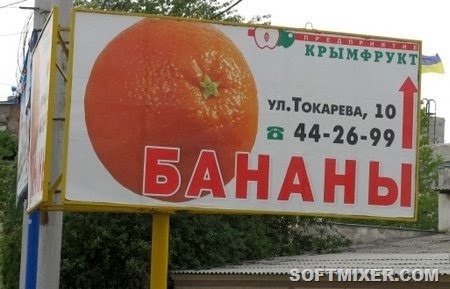 ПРЕДПРИЯТИЕ
КРЫМФРУКТ
ул.Токарева, 10
☎ 44-26-99
БАНАНЫ
SOFTMIXER.COM